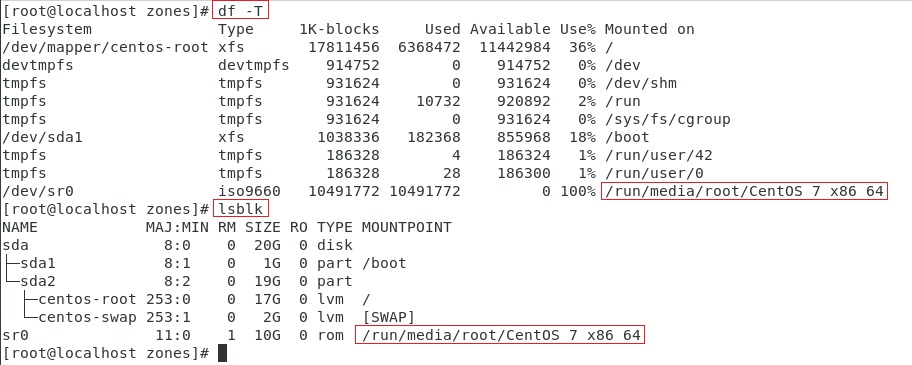 [root@localhost zones]# df -T
Filesystem              Type     1K-blocks     Used Available Use% Mounted on
/dev/mapper/centos-root xfs       17811456  6368472  11442984  36% /
devtmpfs                devtmpfs    914752        0    914752   0% /dev
tmpfs                   tmpfs       931624        0    931624   0% /dev/shm
tmpfs                   tmpfs       931624    10732    920892   2% /run
tmpfs                   tmpfs       931624        0    931624   0% /sys/fs/cgroup
/dev/sda1               xfs        1038336   182368    855968  18% /boot
tmpfs                   tmpfs       186328        4    186324   1% /run/user/42
tmpfs                   tmpfs       186328       28    186300   1% /run/user/0
/dev/sr0                iso9660   10491772 10491772         0 100% /run/media/root/CentOS 7 x86 64
[root@localhost zones]# lsblk
NAME            MAJ:MIN RM SIZE RO TYPE MOUNTPOINT
sda               8:0    0  20G  0 disk
├─sda1            8:1    0   1G  0 part /boot
└─sda2            8:2    0  19G  0 part
  ├─centos-root 253:0    0  17G  0 lvm  /
  └─centos-swap 253:1    0   2G  0 lvm  [SWAP]
sr0              11:0    1  10G  0 rom  /run/media/root/CentOS 7 x86 64
[root@localhost zones]#